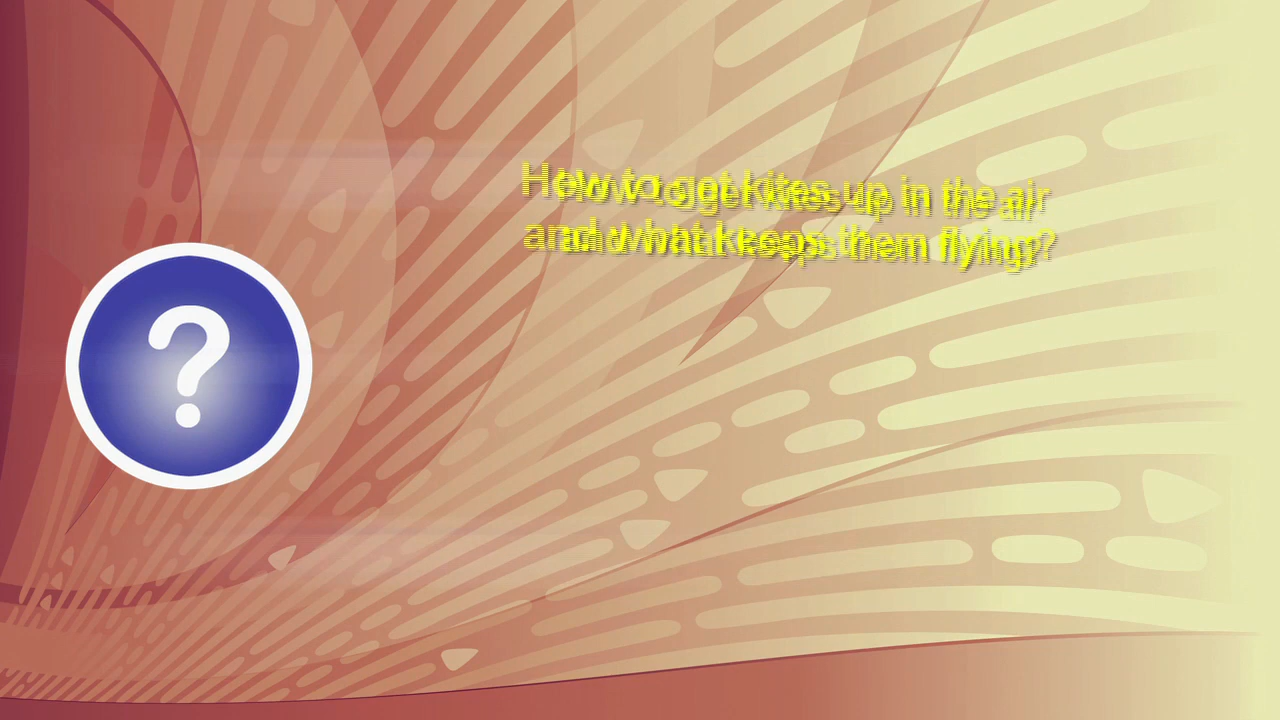 How to get kites up in the air
and what keeps them flying?